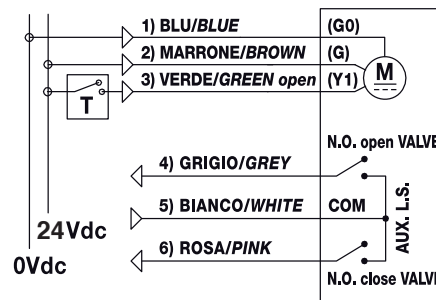 1) BLU/BLUE (G0)
2) MARRONE/BROWN (G)
3) VERDE/GREEN open (Y1)
M
T
N.O. open VALVE
4) GRIGIO/GREY
5) BIANCO/WHITE COM
AUX. L.S.
24Vdc
6) ROSA/PINK
0Vdc
N.O. close VALVE